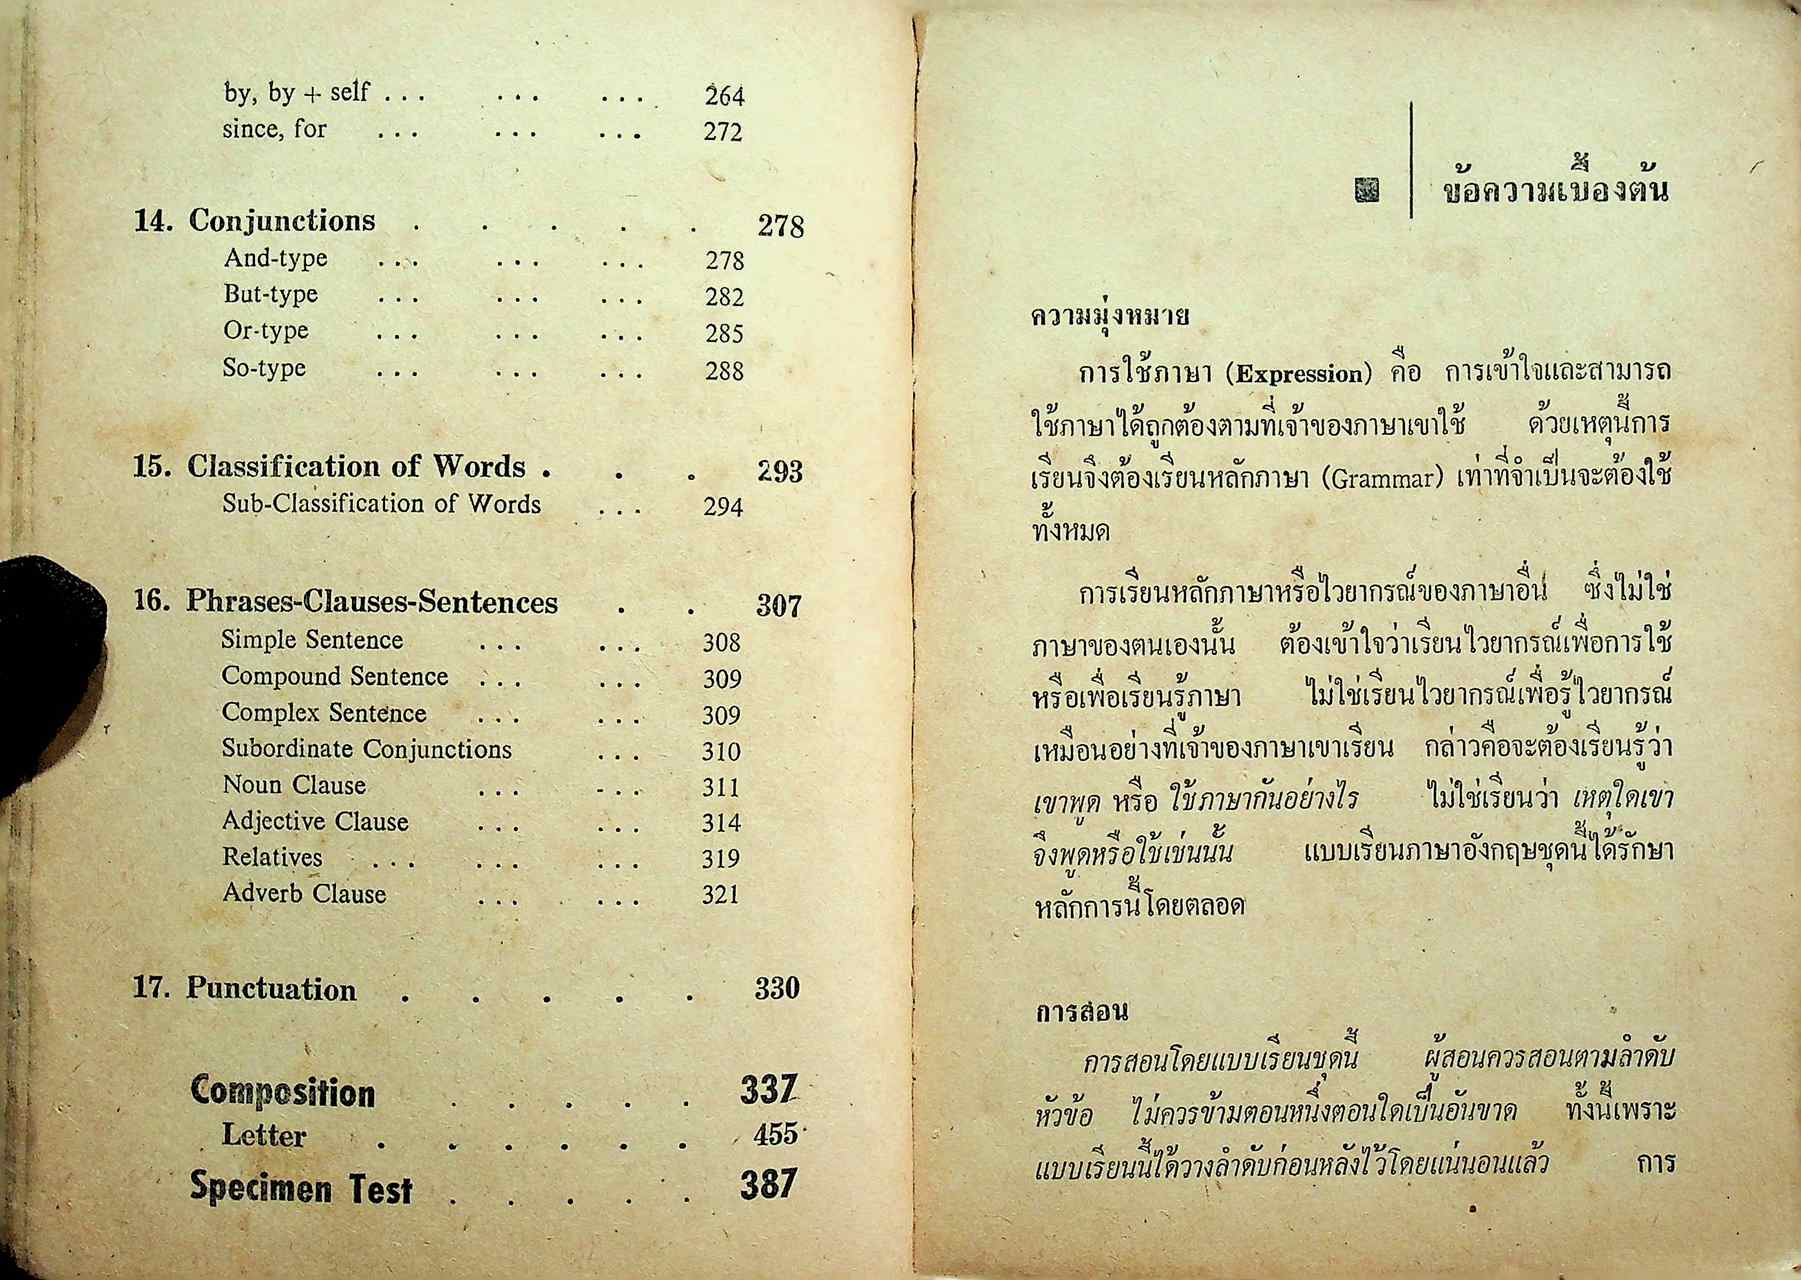 by, by + self ... ... ... 264
since, for ... ... ... 272
14. Conjunctions . . . . . 278
And-type ... ... ... 278
But-type ... ... ... 282
Or-type ... ... ... 285
So-type ... ... ... 288
15. Classification of Words . . . 293
Sub-Classification of Words ... 294
16. Phrases-Clauses-Sentences . . 307
Simple Sentence ... ... 308
Compound Sentence ... ... 309
Complex Sentence ... ... 309
Subordinate Conjunctions ... 310
Noun Clause ... ... 311
Adjective Clause ... ... 314
Relatives ... ... ... 319
Adverb Clause ... ... 321
17. Punctuation . . . . . 330
Composition . . . . . 337
Letter . . . . . 455
Specimen Test . . . . . 387
ข้อความเบื้องต้น
ความมุ่งหมาย
การใช้ภาษา (Expression) คือ การเข้าใจและสามารถ
ใช้ภาษาได้ถูกต้องตามที่เจ้าของภาษาเขาใช้ ด้วยเหตุนี้การ
เรียนจึงต้องเรียนหลักภาษา (Grammar) เท่าที่จำเป็นจะต้องใช้
ทั้งหมด
การเรียนหลักภาษาหรือไวยากรณ์ของภาษาอื่น ซึ่งไม่ใช่
ภาษาของตนเองนั้น ต้องเข้าใจว่าเรียนไวยากรณ์เพื่อการใช้
หรือเพื่อเรียนรู้ภาษา ไม่ใช่เรียนไวยากรณ์เพื่อรู้ไวยากรณ์
เหมือนอย่างที่เจ้าของภาษาเขาเรียน กล่าวคือจะต้องเรียนรู้ว่า
เขาพูด หรือ ใช้ภาษากันอย่างไร ไม่ใช่เรียนว่า เหตุใดเขา
จึงพูดหรือใช้เช่นนั้น แบบเรียนภาษาอังกฤษชุดนี้ได้รักษา
หลักการนี้โดยตลอด
การสอน
การสอนโดยแบบเรียนชุดนี้ ผู้สอนควรสอนตามลำดับ
หัวข้อ ไม่ควรข้ามตอนหนึ่งตอนใดเป็นอันขาด ทั้งนี้เพราะ
แบบเรียนนี้ได้วางลำดับก่อนหลังไว้โดยแน่นอนแล้ว การ